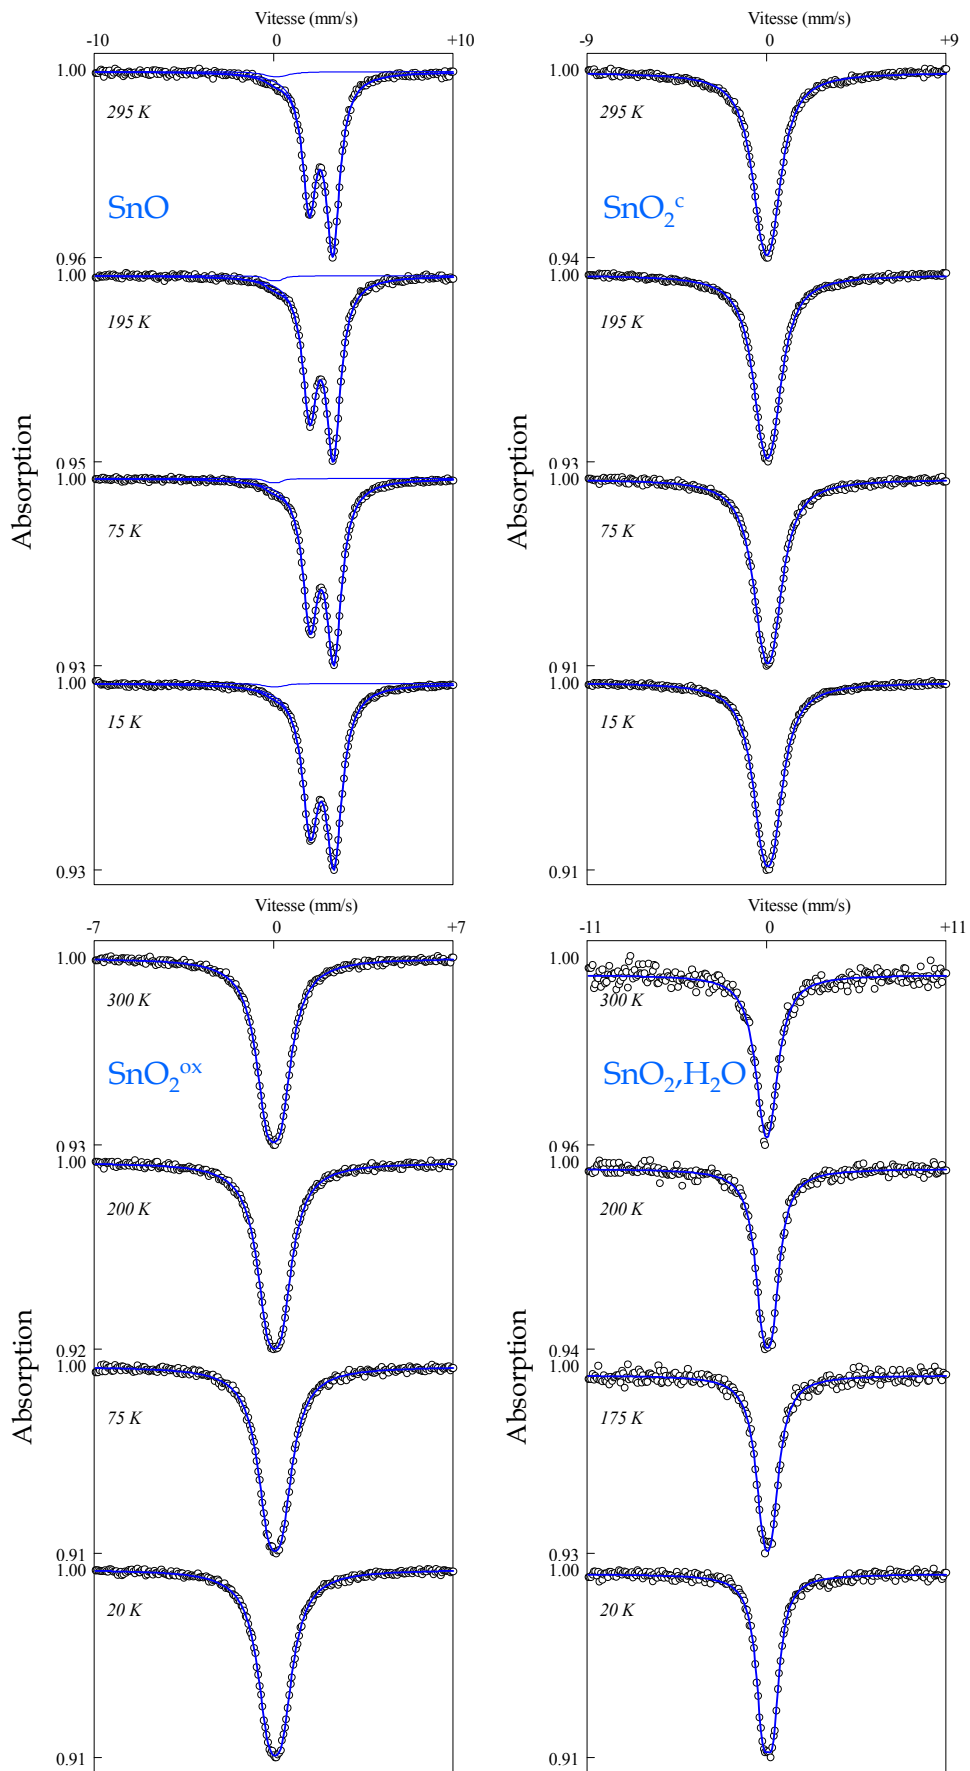 Vitesse (mm/s)
-10 0 +10
1.00
295 K
SnO
0.96
1.00
195 K
0.95
1.00
75 K
0.93
1.00
15 K
0.93
Absorption
Vitesse (mm/s)
-9 0 +9
1.00
295 K
SnO₂ᶜ
0.94
1.00
195 K
0.93
1.00
75 K
0.91
1.00
15 K
0.91
Absorption
Vitesse (mm/s)
-7 0 +7
1.00
300 K
SnO₂ᵒˣ
0.93
1.00
200 K
0.92
1.00
75 K
0.91
1.00
20 K
0.91
Absorption
Vitesse (mm/s)
-11 0 +11
1.00
300 K
SnO₂,H₂O
0.96
1.00
200 K
0.94
1.00
175 K
0.93
1.00
20 K
0.91
Absorption